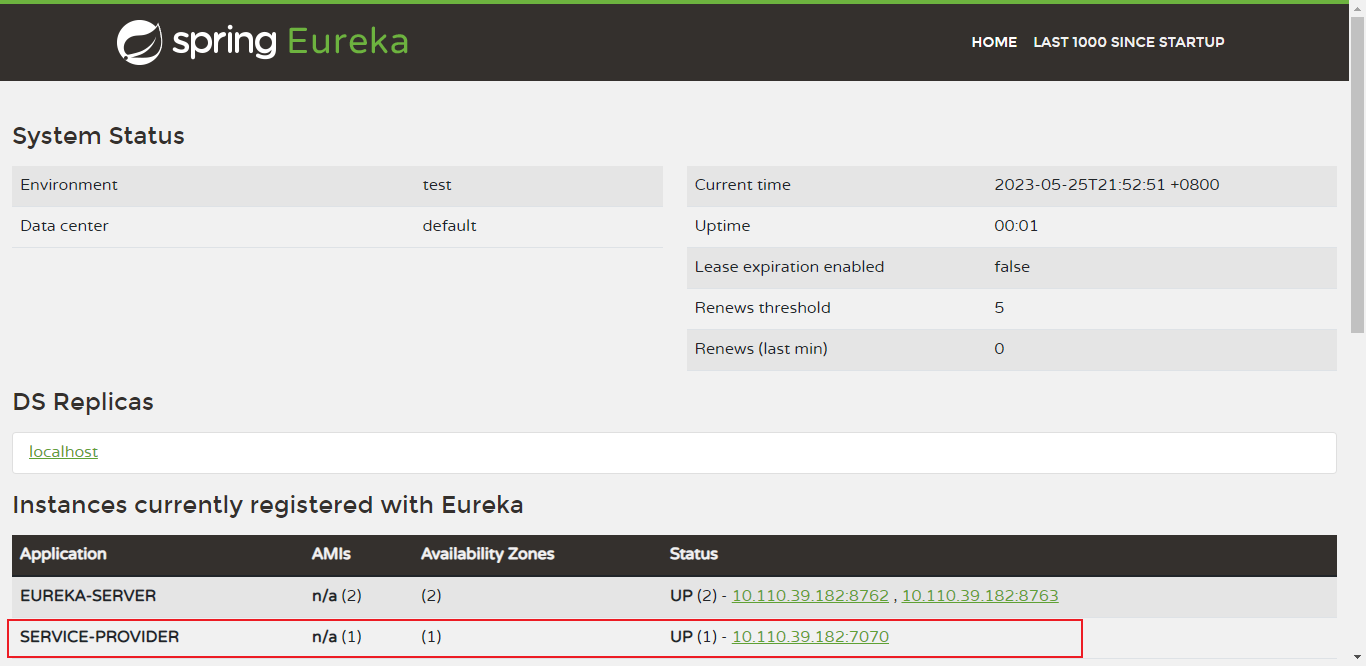 spring Eureka HOME LAST 1000 SINCE STARTUP
System Status
Environment test
Data center default
Current time 2023-05-25T21:52:51 +0800
Uptime 00:01
Lease expiration enabled false
Renews threshold 5
Renews (last min) 0
DS Replicas
localhost
Instances currently registered with Eureka
Application AMIs Availability Zones Status
EUREKA-SERVER n/a (2) (2) UP (2) - 10.110.39.182:8762 , 10.110.39.182:8763
SERVICE-PROVIDER n/a (1) (1) UP (1) - 10.110.39.182:7070